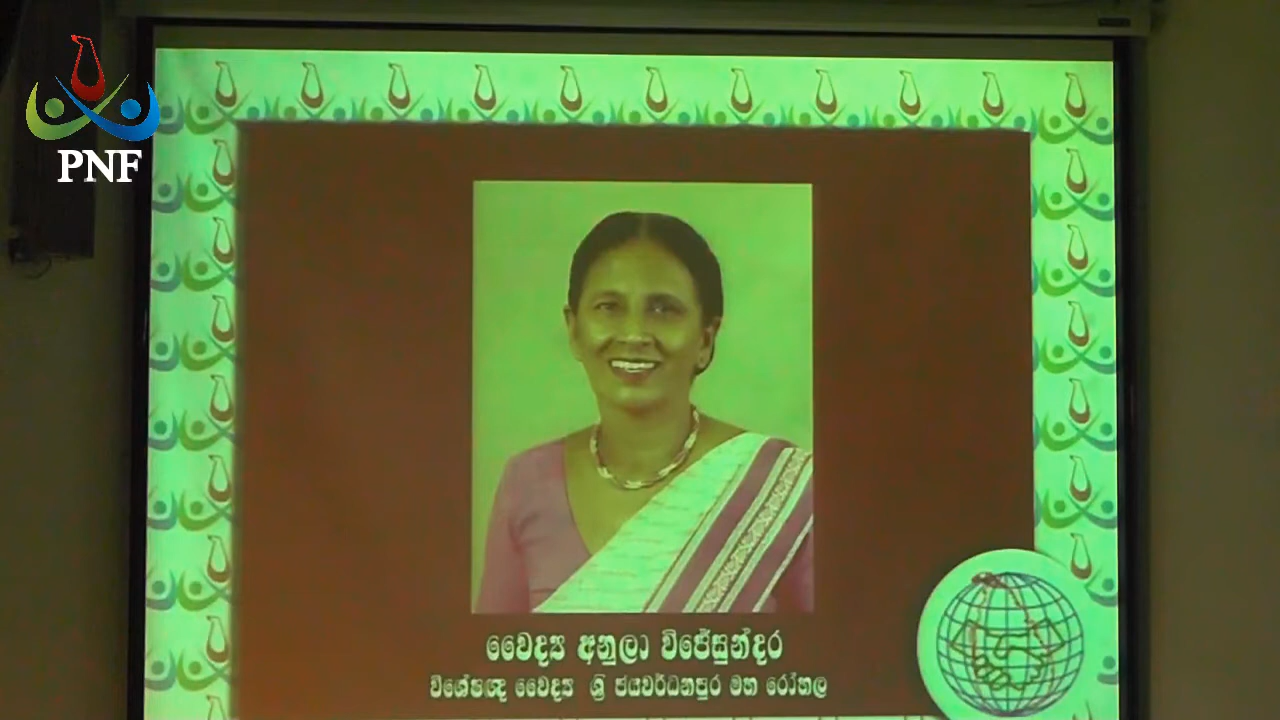 PNF
වෛද්‍ය අනුලා විජේසුන්දර
විශේෂඥ වෛද්‍ය ශ්‍රී ජයවර්ධනපුර මහ රෝහල